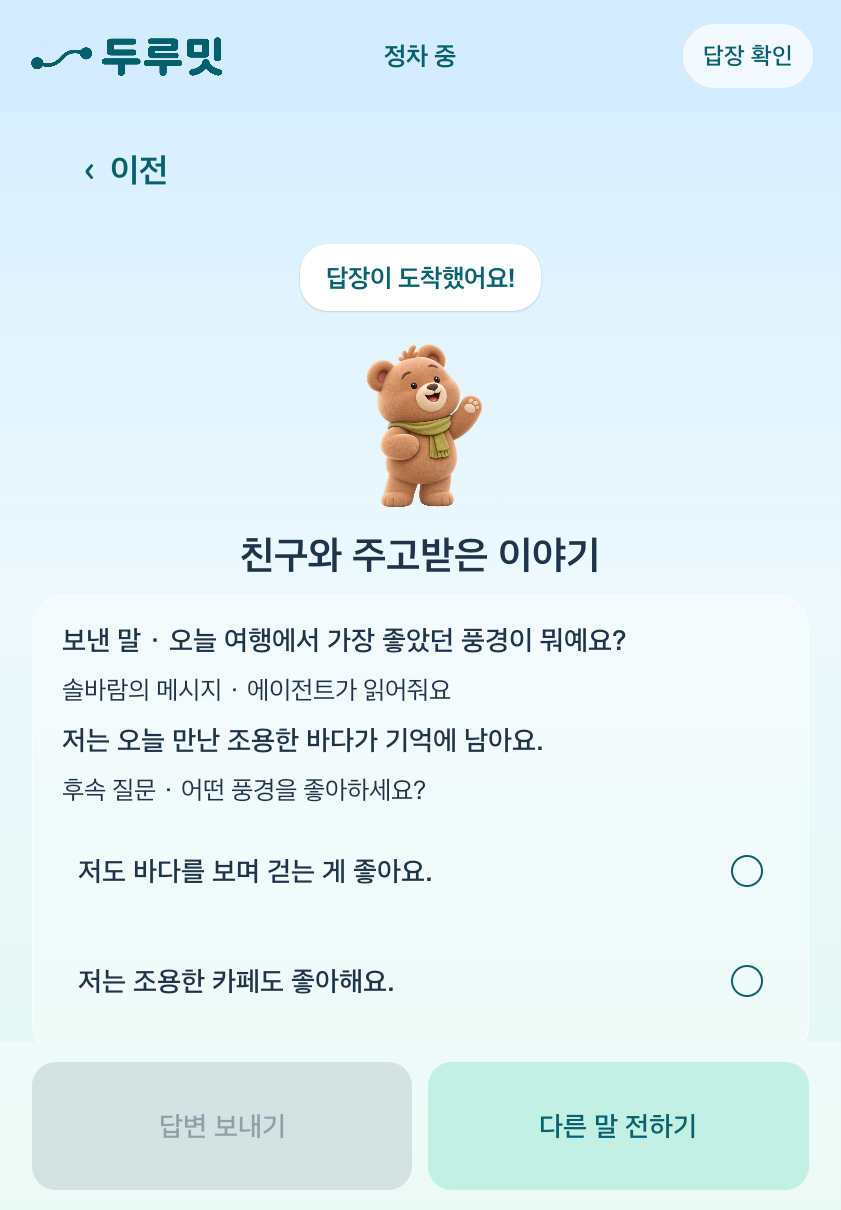 두루밋
정차 중
답장 확인
‹ 이전
답장이 도착했어요!
친구와 주고받은 이야기
보낸 말 · 오늘 여행에서 가장 좋았던 풍경이 뭐예요?
솔바람의 메시지 · 에이전트가 읽어줘요
저는 오늘 만난 조용한 바다가 기억에 남아요.
후속 질문 · 어떤 풍경을 좋아하세요?
저도 바다를 보며 걷는 게 좋아요.
저는 조용한 카페도 좋아해요.
답변 보내기
다른 말 전하기